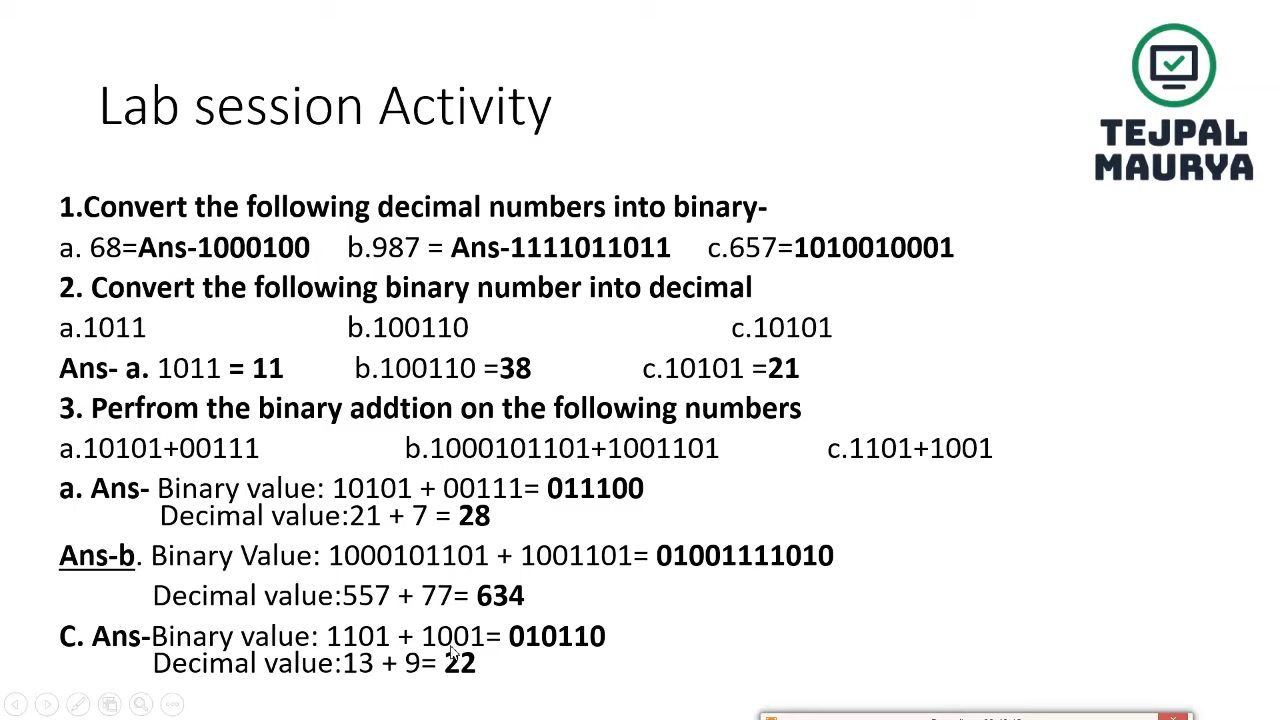 TEJPAL
MAURYA
Lab session Activity
1.Convert the following decimal numbers into binary-
a. 68=Ans-1000100 b.987 = Ans-1111011011 c.657=1010010001
2. Convert the following binary number into decimal
a.1011 b.100110 c.10101
Ans- a. 1011 = 11 b.100110 =38 c.10101 =21
3. Perfrom the binary addtion on the following numbers
a.10101+00111 b.1000101101+1001101 c.1101+1001
a. Ans- Binary value: 10101 + 00111= 011100
Decimal value:21 + 7 = 28
Ans-b. Binary Value: 1000101101 + 1001101= 01001111010
Decimal value:557 + 77= 634
C. Ans-Binary value: 1101 + 1001= 010110
Decimal value:13 + 9= 22